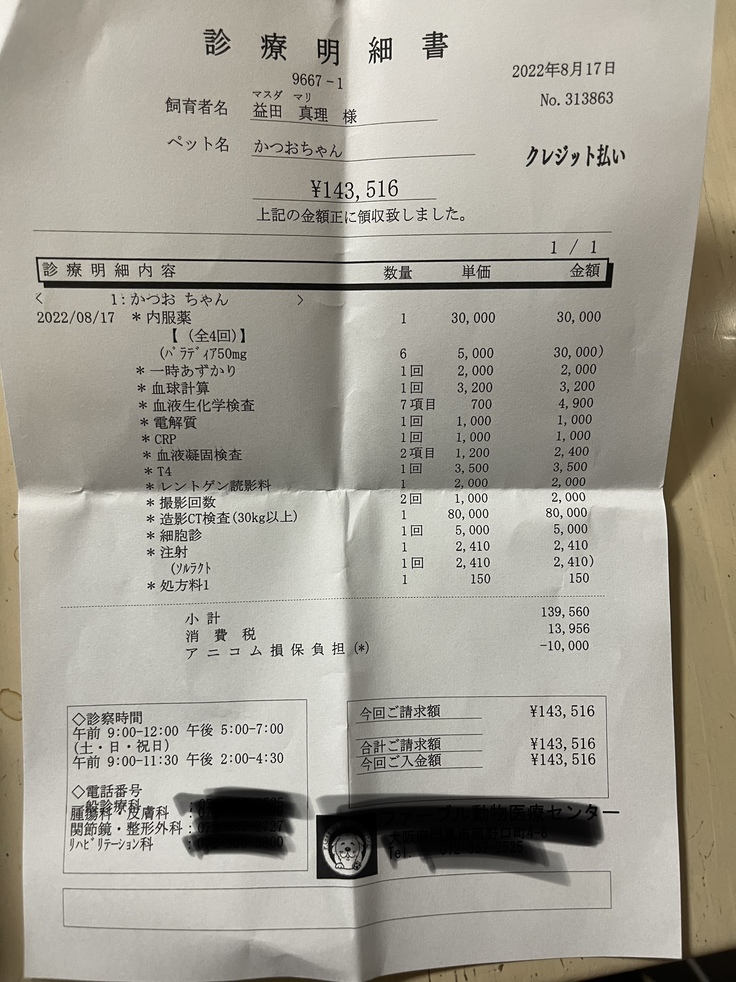 診療明細書
9667-1
2022年8月17日
マスダ マリ
飼育者名 益田 真理 様
No. 313863
ペット名 かつおちゃん
クレジット払い
¥143,516
上記の金額正に領収致しました。
1 / 1
診療明細内容 数量 単価 金額
< 1:かつお ちゃん >
2022/08/17 *内服薬 1 30,000 30,000
【(全4回)】
(パラディア50mg 6 5,000 30,000)
*一時あずかり 1回 2,000 2,000
*血球計算 1回 3,200 3,200
*血液生化学検査 7項目 700 4,900
*電解質 1回 1,000 1,000
*CRP 1回 1,000 1,000
*血液凝固検査 2項目 1,200 2,400
*T4 1回 3,500 3,500
*レントゲン読影料 1 2,000 2,000
*撮影回数 2回 1,000 2,000
*造影CT検査(30kg以上) 1 80,000 80,000
*細胞診 1回 5,000 5,000
*注射 1 2,410 2,410
(ソルラクト 1回 2,410 2,410)
*処方料1 1 150 150
小計 139,560
消費税 13,956
アニコム損保負担(*) -10,000
◇診察時間
午前 9:00-12:00 午後 5:00-7:00
(土・日・祝日)
午前 9:00-11:30 午後 2:00-4:30
◇電話番号
一般診療科 :
腫瘍科・皮膚科 :
関節鏡・整形外科 :
リハビリテーション科 :
今回ご請求額 ¥143,516
合計ご請求額 ¥143,516
今回ご入金額 ¥143,516
動物医療センター
Tel.